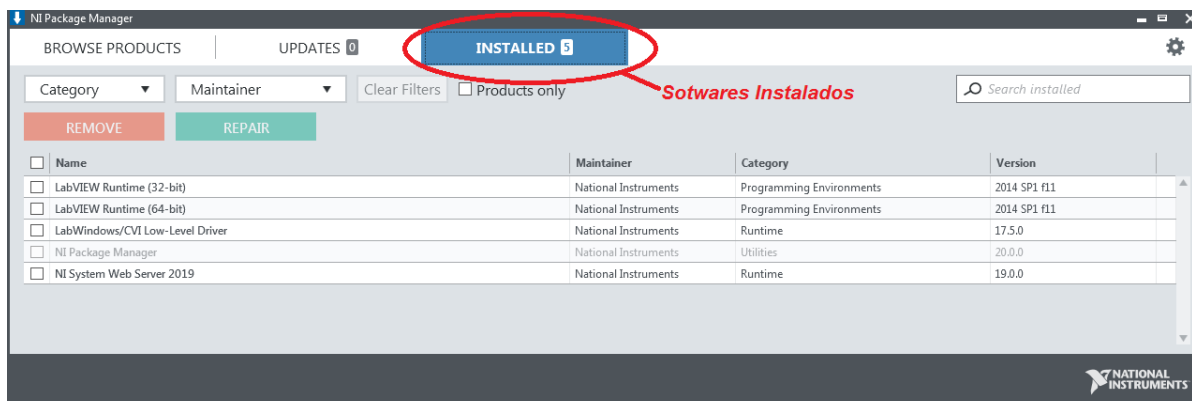 NI Package Manager
BROWSE PRODUCTS UPDATES 0 INSTALLED 5
Category Maintainer Clear Filters Products only Sotwares Instalados Search installed
REMOVE REPAIR
Name Maintainer Category Version
LabVIEW Runtime (32-bit) National Instruments Programming Environments 2014 SP1 f11
LabVIEW Runtime (64-bit) National Instruments Programming Environments 2014 SP1 f11
LabWindows/CVI Low-Level Driver National Instruments Runtime 17.5.0
NI Package Manager National Instruments Utilities 20.0.0
NI System Web Server 2019 National Instruments Runtime 19.0.0
NATIONAL
INSTRUMENTS